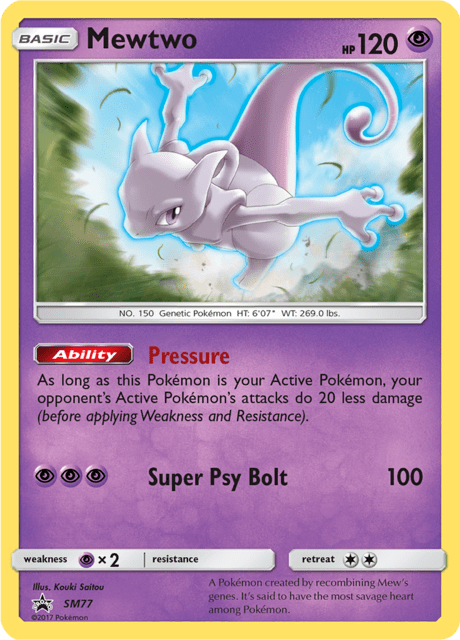 BASIC Mewtwo HP 120
NO. 150 Genetic Pokémon HT: 6'07" WT: 269.0 lbs.
Ability Pressure
As long as this Pokémon is your Active Pokémon, your
opponent's Active Pokémon's attacks do 20 less damage
(before applying Weakness and Resistance).
Super Psy Bolt 100
weakness ×2 resistance retreat
Illus. Kouki Saitou
SM77
©2017 Pokémon
A Pokémon created by recombining Mew's
genes. It's said to have the most savage heart
among Pokémon.